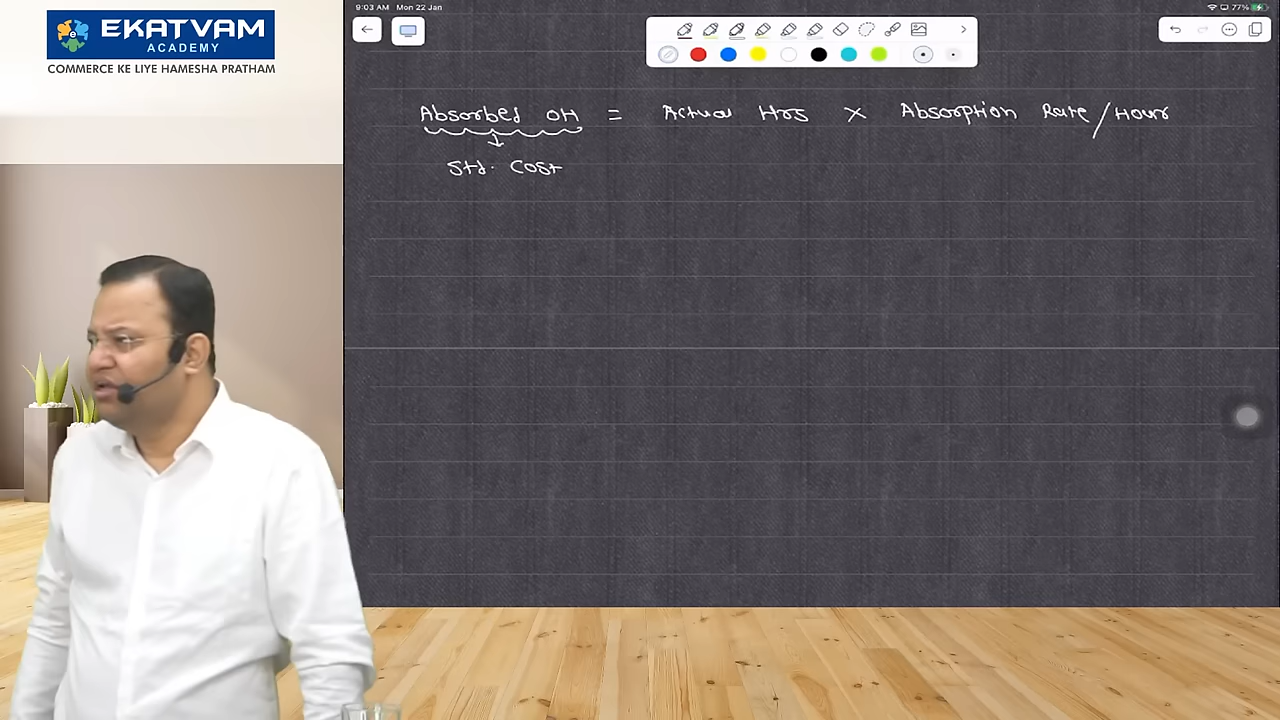 EKATVAM
ACADEMY
COMMERCE KE LIYE HAMESHA PRATHAM
9:03 AM Mon 22 Jan
77%
Absorbed OH = Actual Hrs × Absorption Rate/Hour
Std. Cost